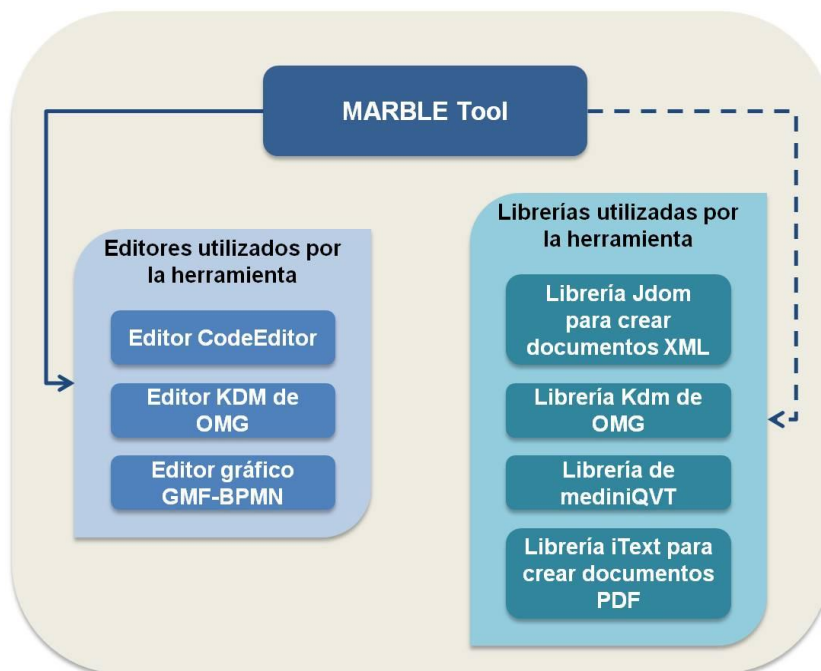 MARBLE Tool
Editores utilizados por
la herramienta
Editor CodeEditor
Editor KDM de
OMG
Editor gráfico
GMF-BPMN
Librerías utilizadas por
la herramienta
Librería Jdom
para crear
documentos XML
Librería Kdm de
OMG
Librería de
mediniQVT
Librería iText para
crear documentos
PDF